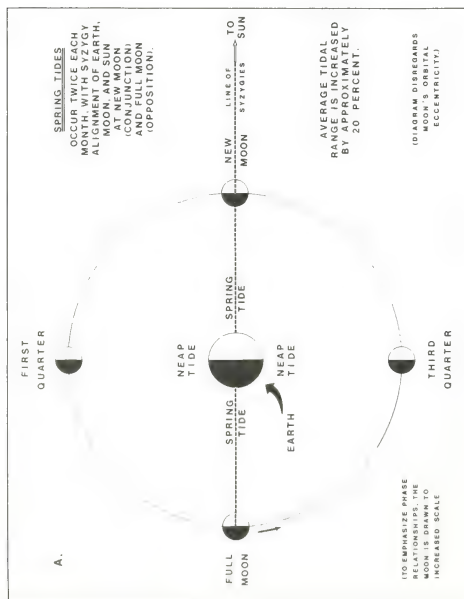 A.
SPRING TIDES
OCCUR TWICE EACH
MONTH, WITH SYZYGY
ALIGNMENT OF EARTH,
MOON, AND SUN
AT NEW MOON
(CONJUNCTION)
AND FULL MOON
(OPPOSITION).
FIRST
QUARTER
FULL
MOON
SPRING
TIDE
NEAP
TIDE
NEAP
TIDE
SPRING
TIDE
NEW
MOON
LINE OF
SYZYGIES
TO
SUN
EARTH
AVERAGE TIDAL
RANGE IS INCREASED
BY APPROXIMATELY
20 PERCENT.
THIRD
QUARTER
(TO EMPHASIZE PHASE
RELATIONSHIPS, THE
MOON IS DRAWN TO
INCREASED SCALE
(DIAGRAM DISREGARDS
MOON'S ORBITAL
ECCENTRICITY.)